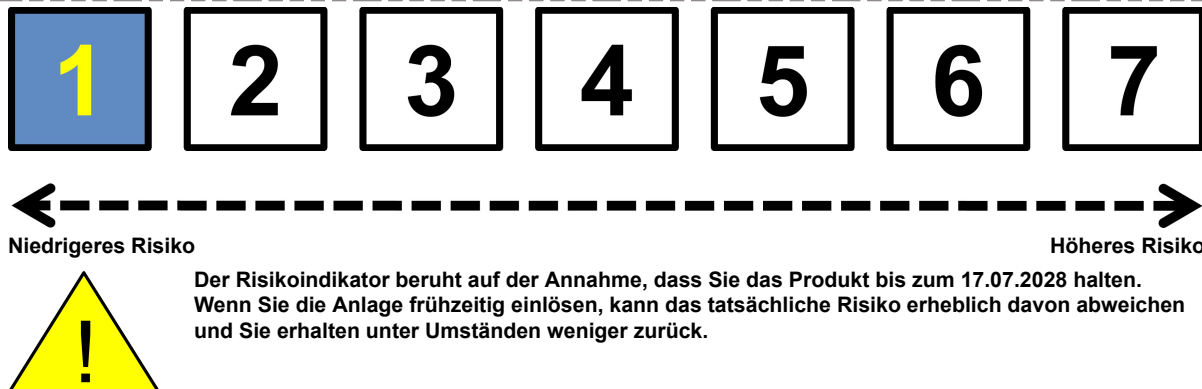 1 2 3 4 5 6 7
Niedrigeres Risiko Höheres Risiko
Der Risikoindikator beruht auf der Annahme, dass Sie das Produkt bis zum 17.07.2028 halten.
Wenn Sie die Anlage frühzeitig einlösen, kann das tatsächliche Risiko erheblich davon abweichen
und Sie erhalten unter Umständen weniger zurück.
!